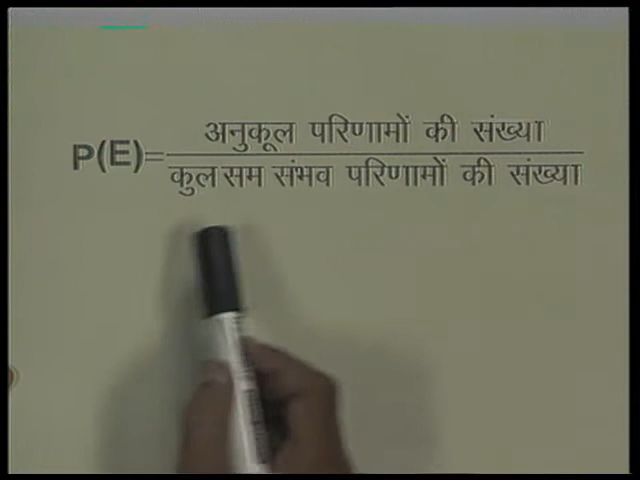 अनुकूल परिणामों की संख्या
P(E)=
कुल सम संभव परिणामों की संख्या